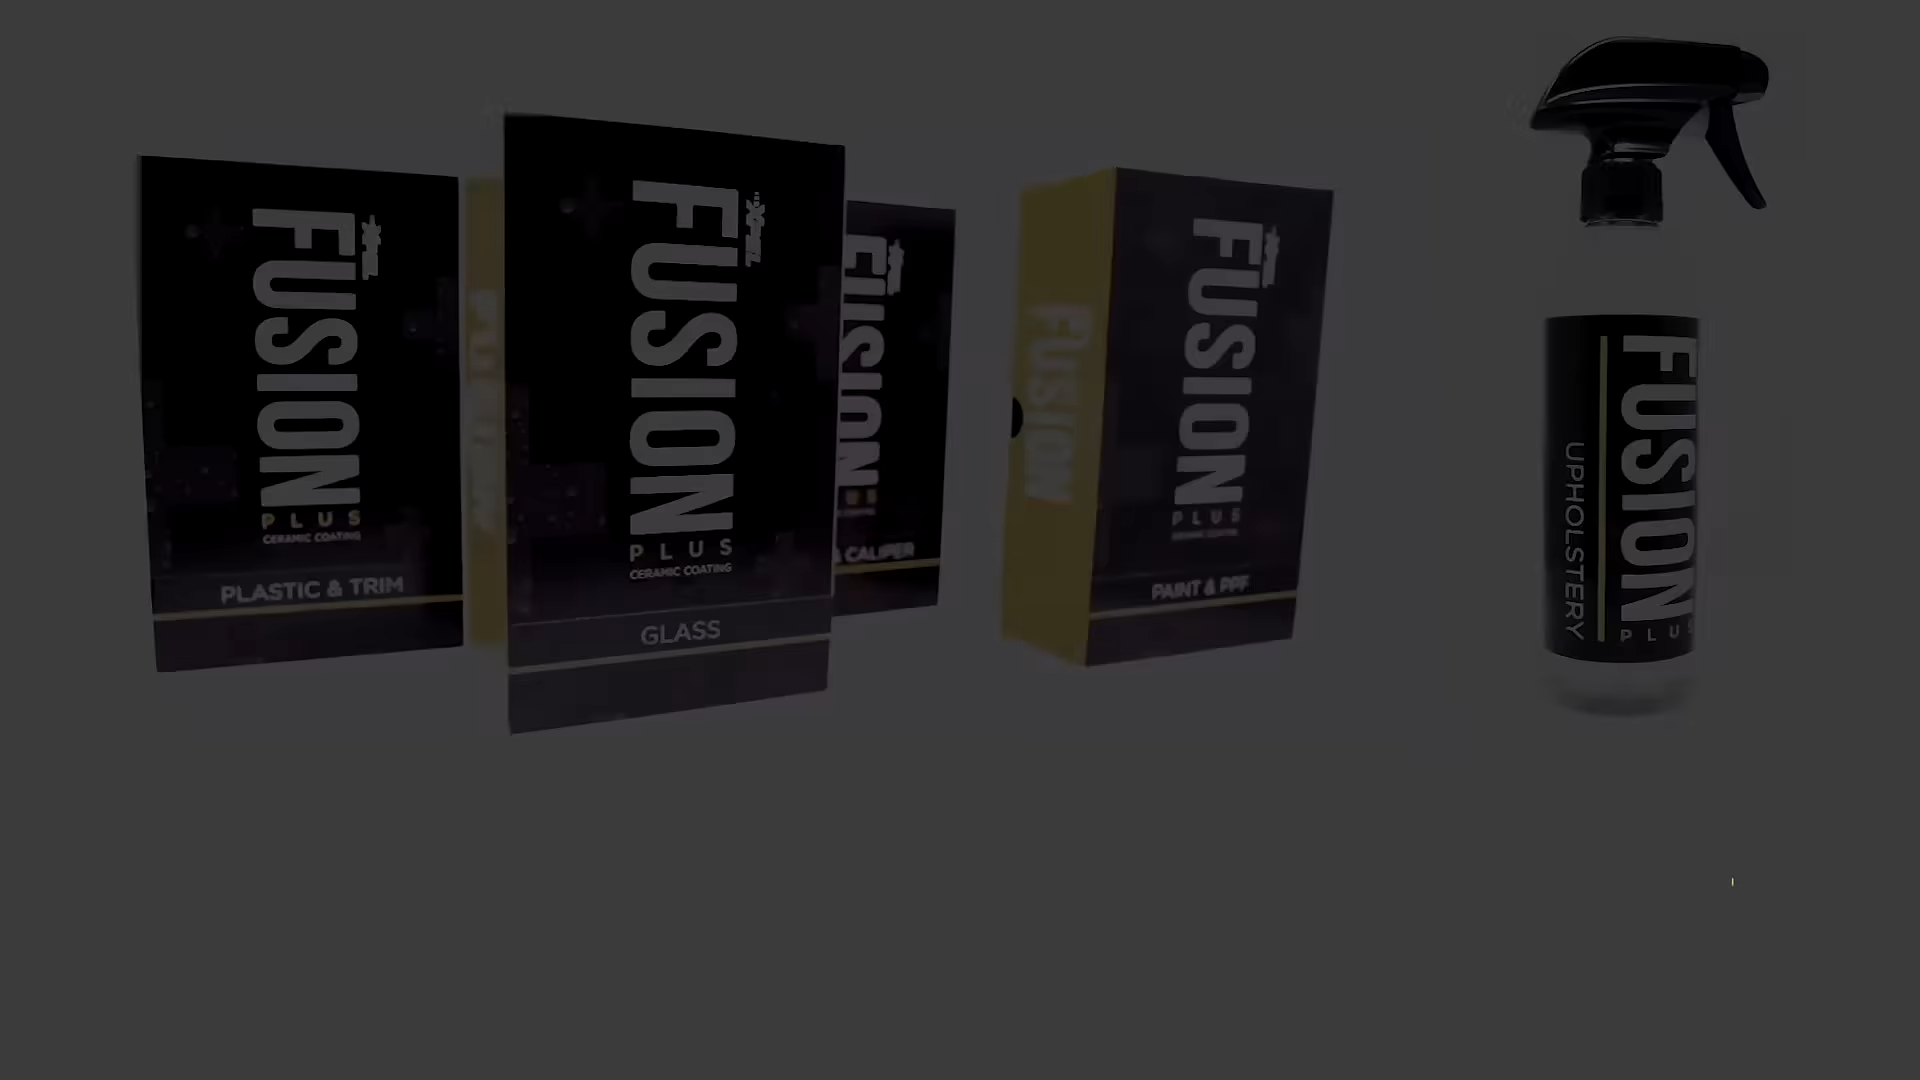 XPEL
FUSION
PLUS
CERAMIC COATING
PLASTIC & TRIM
XPEL
FUSION
PLUS
CERAMIC COATING
GLASS
FUSION
CALIPER
FUSION
XPEL
FUSION
PLUS
CERAMIC COATING
PAINT & PPF
FUSION
PLUS
UPHOLSTERY